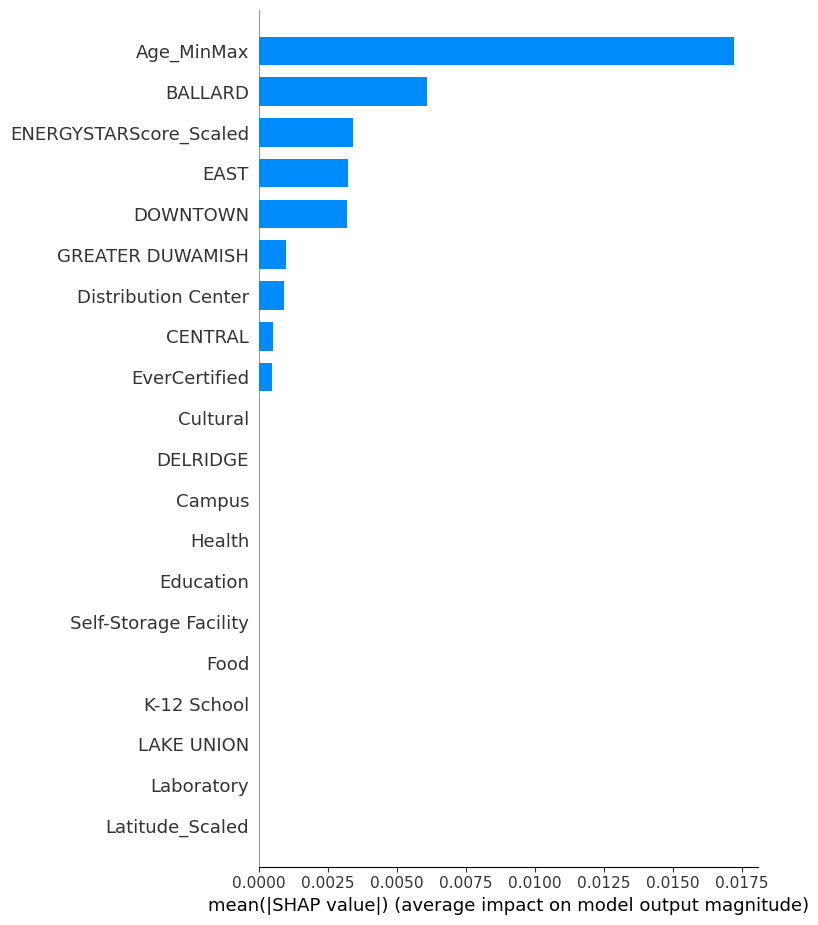 Age_MinMax
BALLARD
ENERGYSTARScore_Scaled
EAST
DOWNTOWN
GREATER DUWAMISH
Distribution Center
CENTRAL
EverCertified
Cultural
DELRIDGE
Campus
Health
Education
Self-Storage Facility
Food
K-12 School
LAKE UNION
Laboratory
Latitude_Scaled
0.0000 0.0025 0.0050 0.0075 0.0100 0.0125 0.0150 0.0175
mean(|SHAP value|) (average impact on model output magnitude)